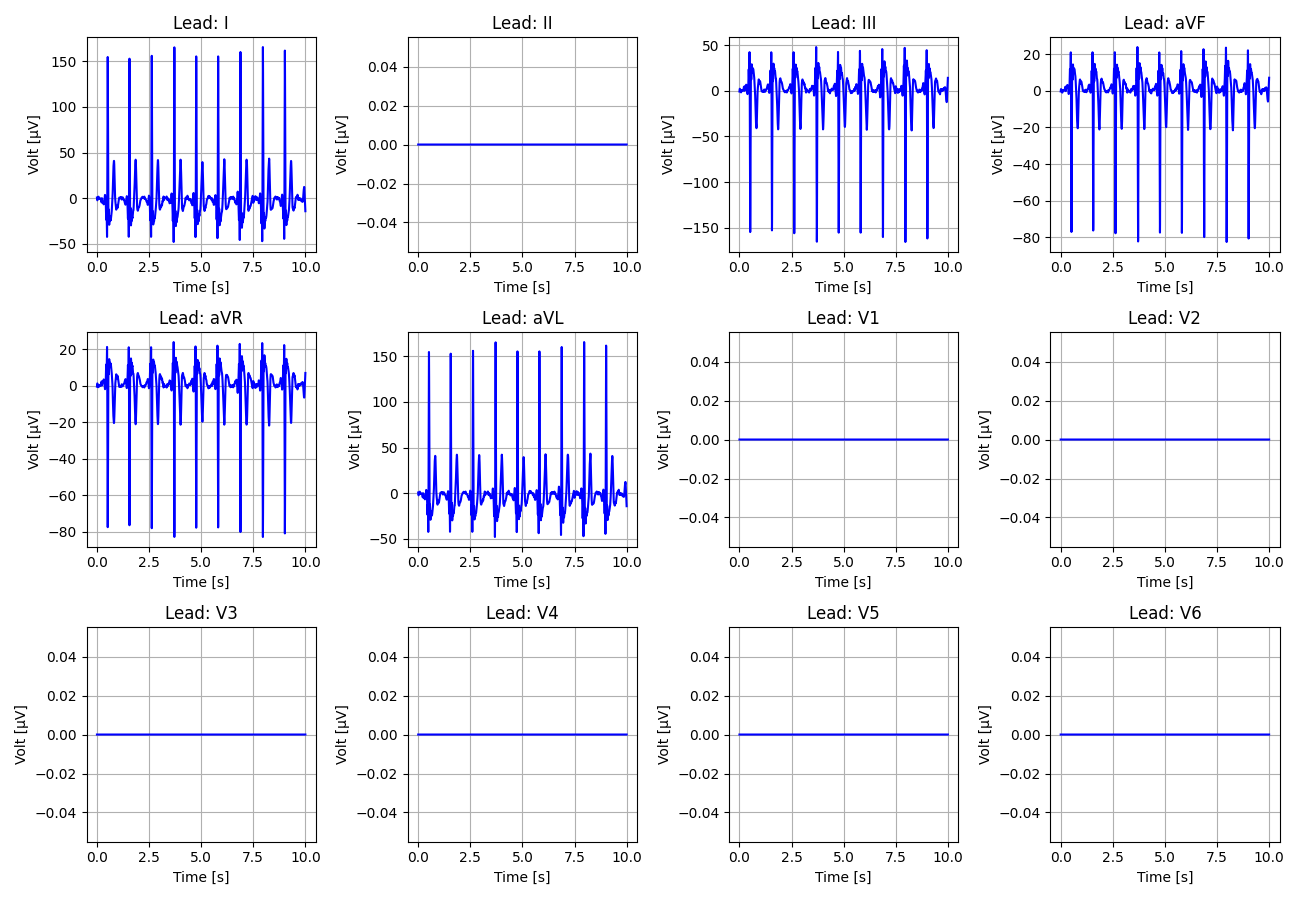 Lead: I
Volt [µV]
150
100
50
0
−50
0.0 2.5 5.0 7.5 10.0
Time [s]
Lead: II
Volt [µV]
0.04
0.02
0.00
−0.02
−0.04
0.0 2.5 5.0 7.5 10.0
Time [s]
Lead: III
Volt [µV]
50
0
−50
−100
−150
0.0 2.5 5.0 7.5 10.0
Time [s]
Lead: aVF
Volt [µV]
20
0
−20
−40
−60
−80
0.0 2.5 5.0 7.5 10.0
Time [s]
Lead: aVR
Volt [µV]
20
0
−20
−40
−60
−80
0.0 2.5 5.0 7.5 10.0
Time [s]
Lead: aVL
Volt [µV]
150
100
50
0
−50
0.0 2.5 5.0 7.5 10.0
Time [s]
Lead: V1
Volt [µV]
0.04
0.02
0.00
−0.02
−0.04
0.0 2.5 5.0 7.5 10.0
Time [s]
Lead: V2
Volt [µV]
0.04
0.02
0.00
−0.02
−0.04
0.0 2.5 5.0 7.5 10.0
Time [s]
Lead: V3
Volt [µV]
0.04
0.02
0.00
−0.02
−0.04
0.0 2.5 5.0 7.5 10.0
Time [s]
Lead: V4
Volt [µV]
0.04
0.02
0.00
−0.02
−0.04
0.0 2.5 5.0 7.5 10.0
Time [s]
Lead: V5
Volt [µV]
0.04
0.02
0.00
−0.02
−0.04
0.0 2.5 5.0 7.5 10.0
Time [s]
Lead: V6
Volt [µV]
0.04
0.02
0.00
−0.02
−0.04
0.0 2.5 5.0 7.5 10.0
Time [s]